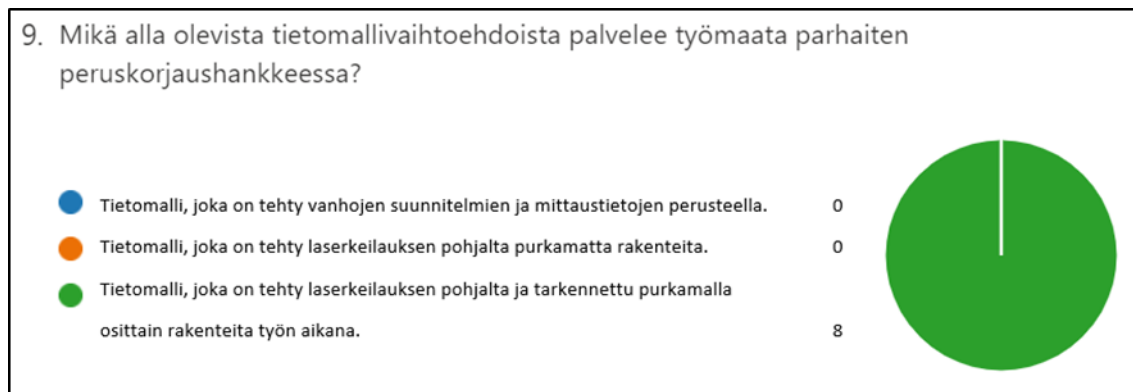 9. Mikä alla olevista tietomallivaihtoehdoista palvelee työmaata parhaiten
peruskorjaushankkeessa?
Tietomalli, joka on tehty vanhojen suunnitelmien ja mittaustietojen perusteella. 0
Tietomalli, joka on tehty laserkeilauksen pohjalta purkamatta rakenteita. 0
Tietomalli, joka on tehty laserkeilauksen pohjalta ja tarkennettu purkamalla
osittain rakenteita työn aikana. 8